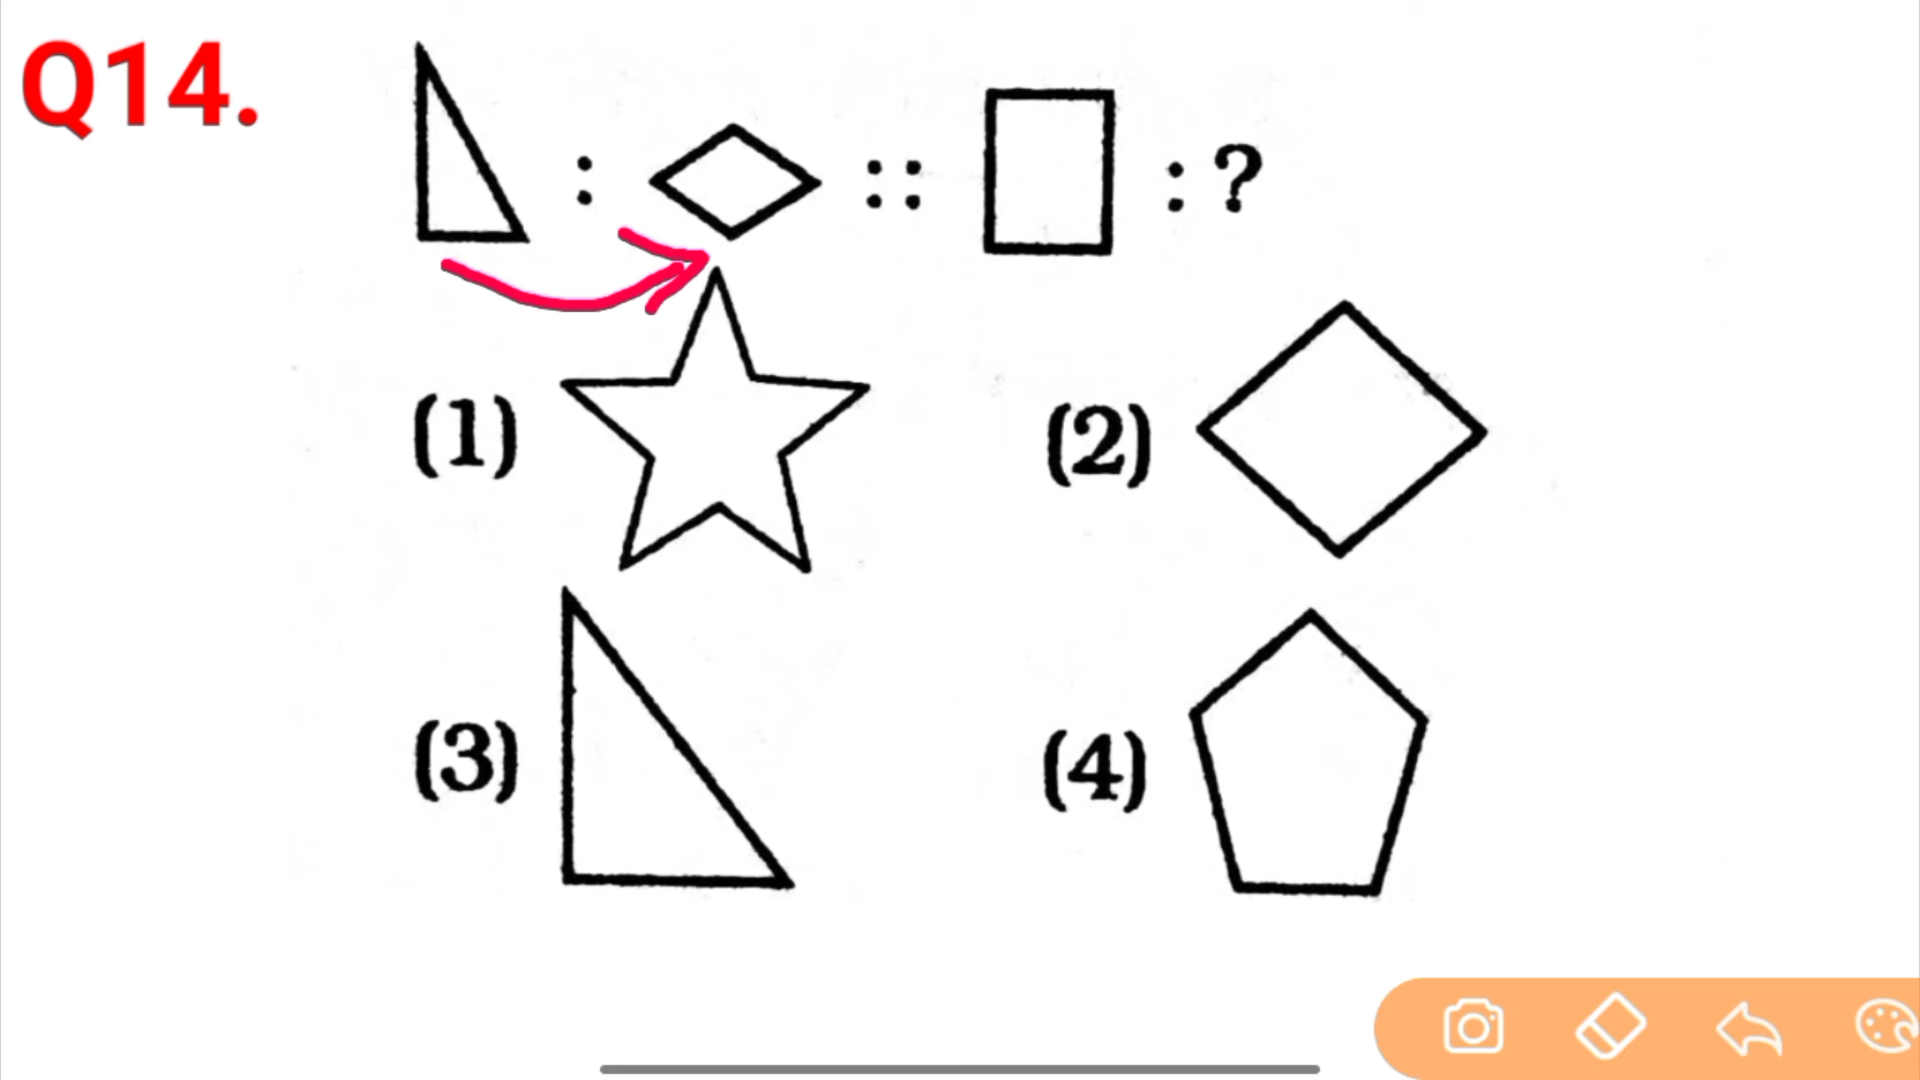 Q14.
: :: : ?
(1) (2)
(3) (4)